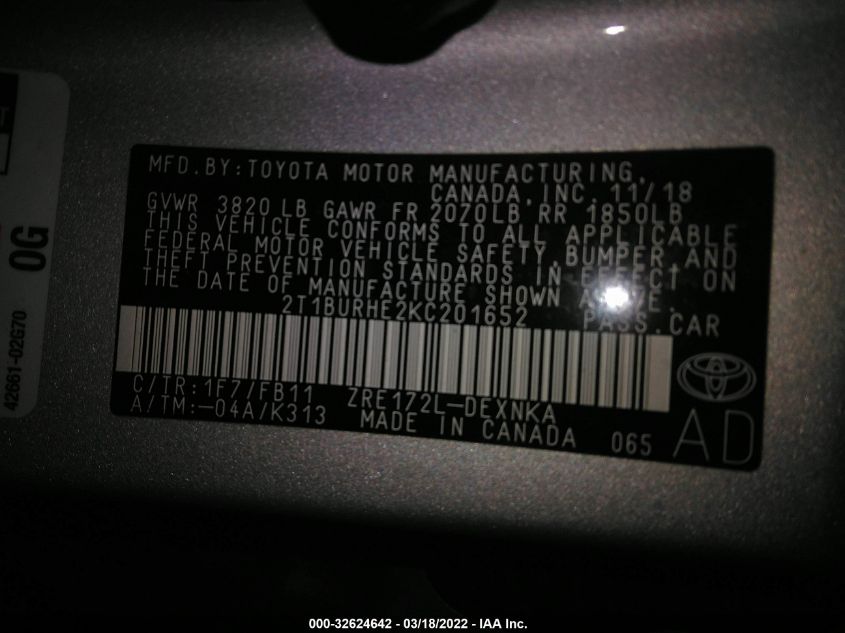 T
0G
42661-02G70
MFD.BY:TOYOTA MOTOR MANUFACTURING,
CANADA,INC. 11/18
GVWR 3820 LB GAWR FR 2070LB RR 1850LB
THIS VEHICLE CONFORMS TO ALL APPLICABLE
FEDERAL MOTOR VEHICLE SAFETY,BUMPER,AND
THEFT PREVENTION STANDARDS IN EFFECT ON
THE DATE OF MANUFACTURE SHOWN
2T1BURHE2KC201652 PASS.CAR
C/TR:1F7/FB11 ZRE172L-DEXNKA
A/TM:-04A/K313 MADE IN CANADA 065
AD
000-32624642 - 03/18/2022 - IAA Inc.